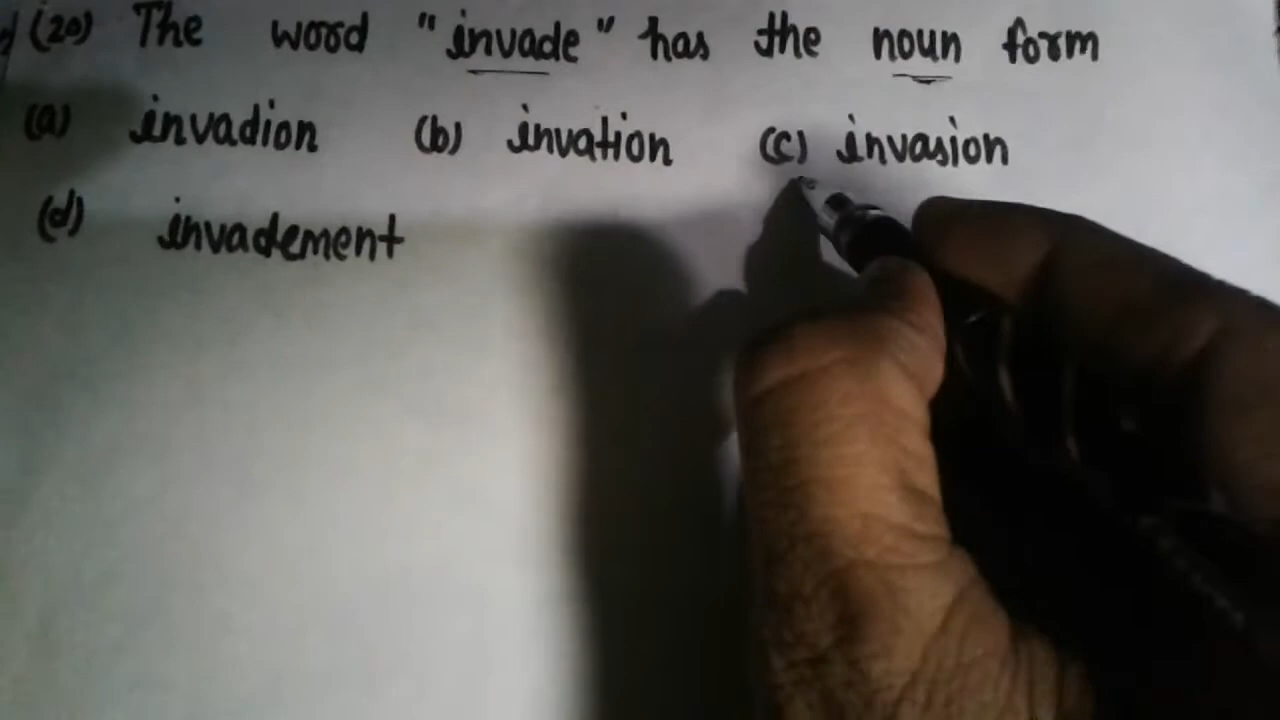 (20) The word "invade" has the noun form
(a) invadion (b) invation (c) invasion
(d) invadement